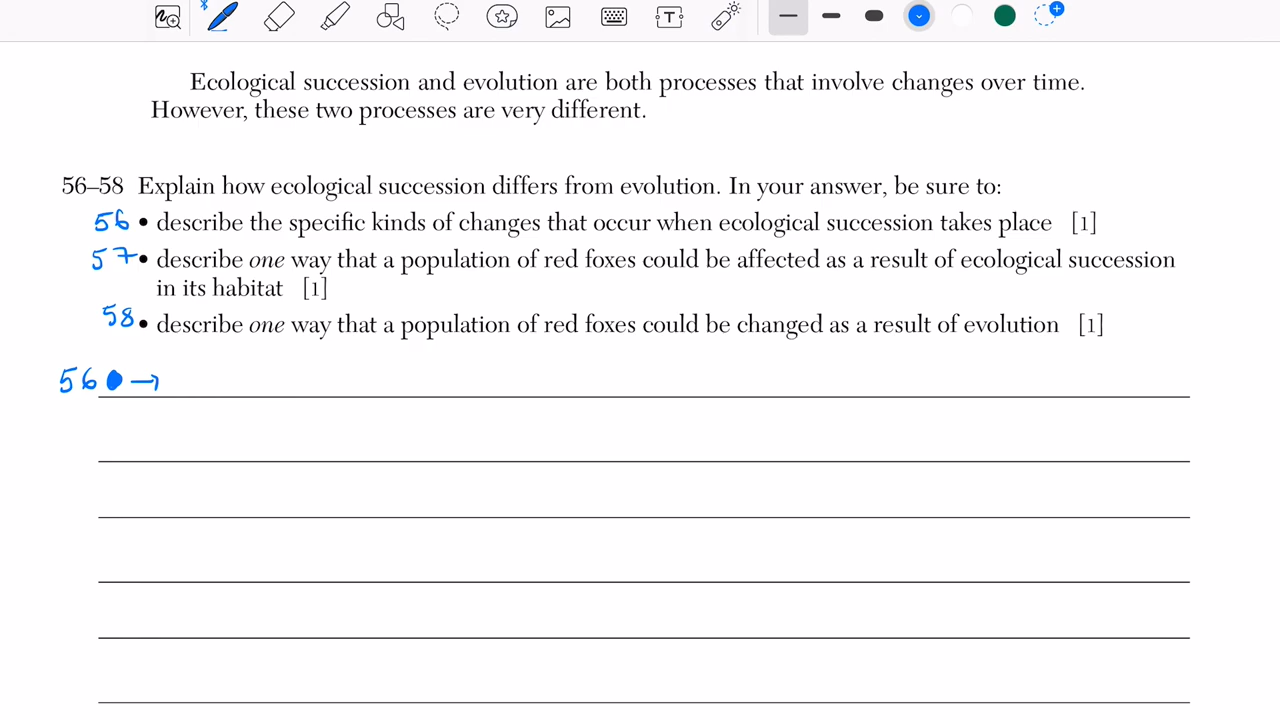 Ecological succession and evolution are both processes that involve changes over time.
However, these two processes are very different.
56–58 Explain how ecological succession differs from evolution. In your answer, be sure to:
56 • describe the specific kinds of changes that occur when ecological succession takes place [1]
57 • describe one way that a population of red foxes could be affected as a result of ecological succession
in its habitat [1]
58 • describe one way that a population of red foxes could be changed as a result of evolution [1]
56 • →